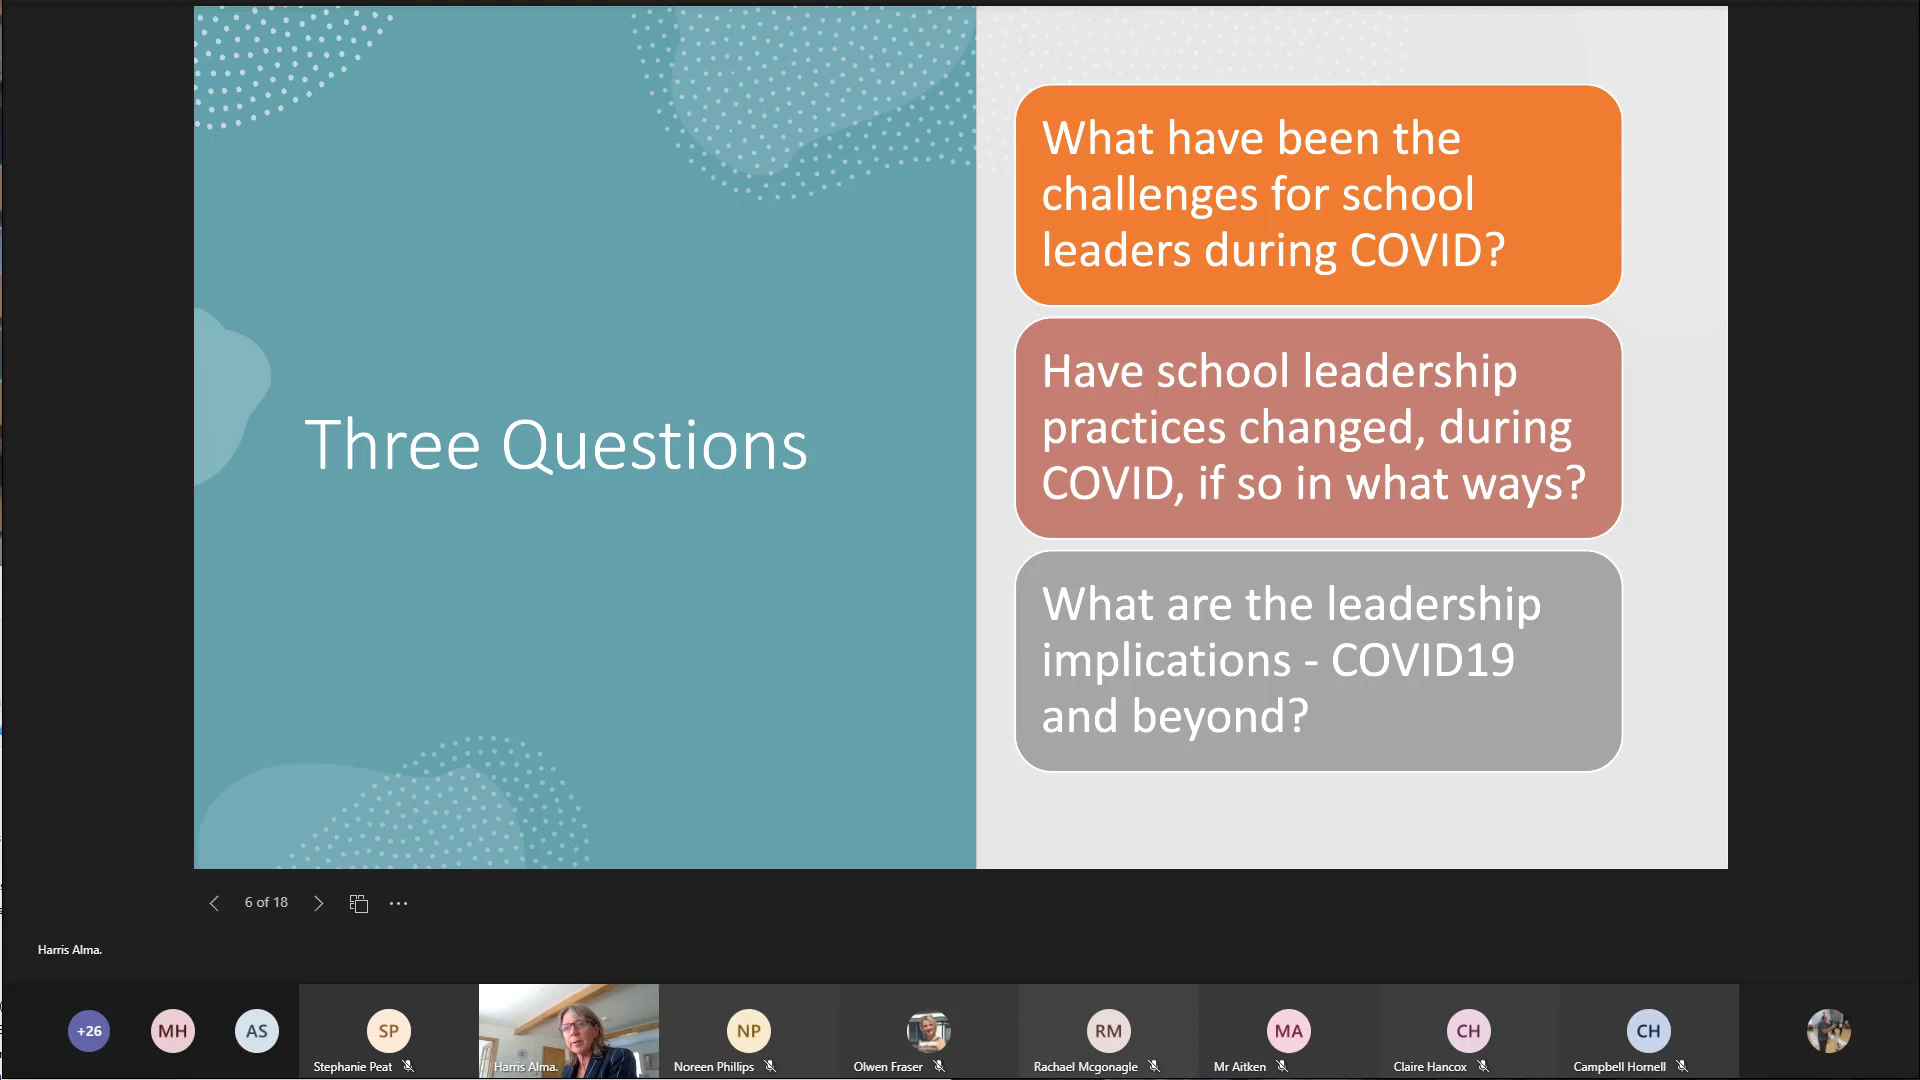 Three Questions
What have been the
challenges for school
leaders during COVID?
Have school leadership
practices changed, during
COVID, if so in what ways?
What are the leadership
implications - COVID19
and beyond?
6 of 18
Harris Alma.
+26
MH
AS
SP
Stephanie Peat
Harris Alma.
NP
Noreen Phillips
Olwen Fraser
RM
Rachael Mcgonagle
MA
Mr Aitken
CH
Claire Hancox
CH
Campbell Hornell